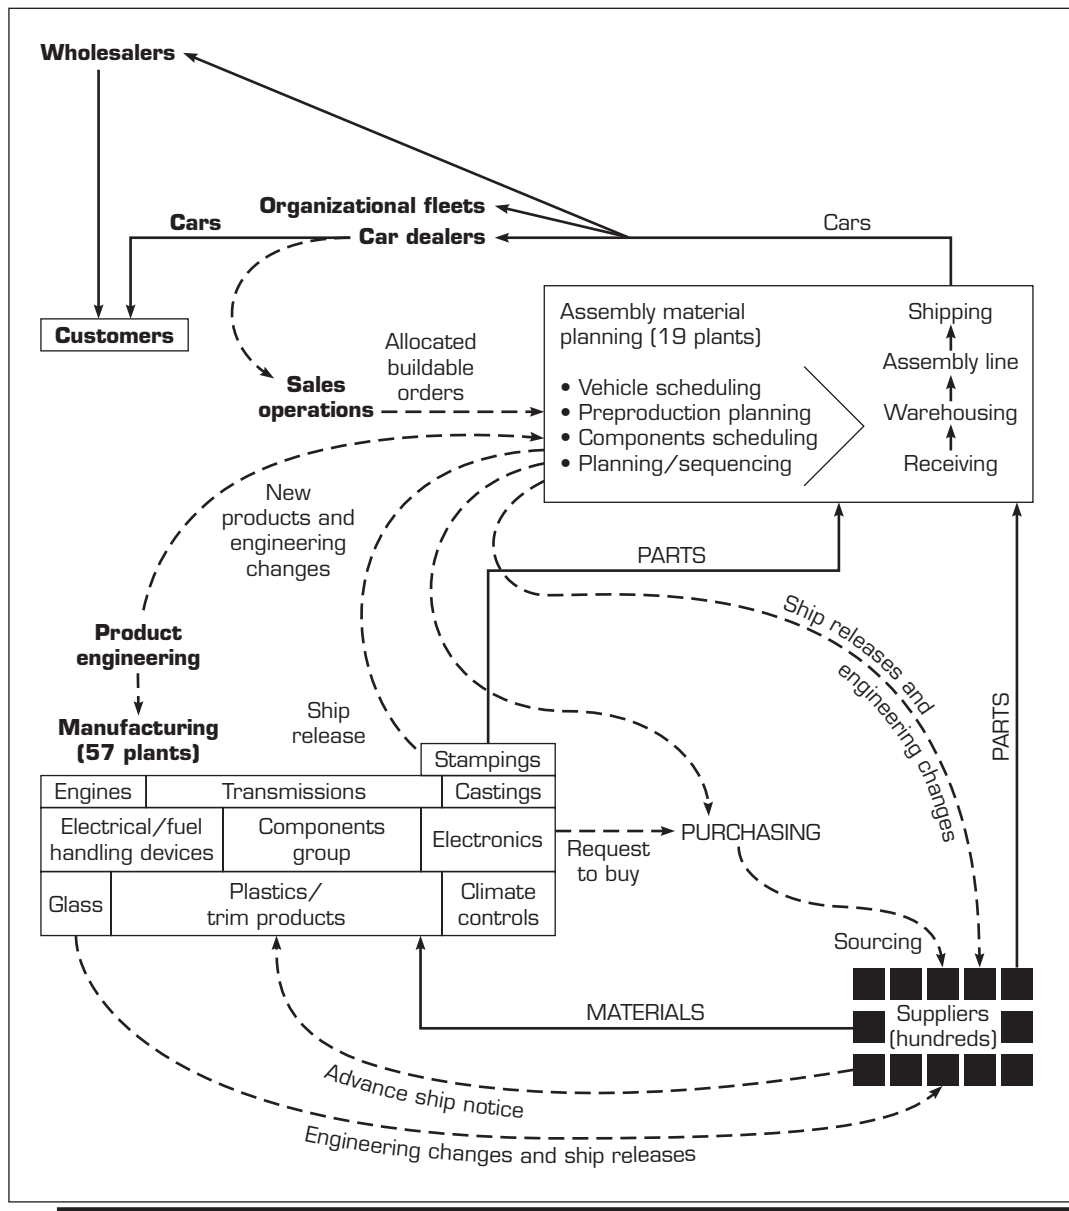 Wholesalers
Organizational fleets
Cars
Car dealers
Cars
Customers
Assembly material
planning (19 plants)
• Vehicle scheduling
• Preproduction planning
• Components scheduling
• Planning/sequencing
Shipping
Assembly line
Warehousing
Receiving
Allocated
buildable
orders
Sales
operations
New
products and
engineering
changes
PARTS
Ship releases and
engineering changes
PARTS
Product
engineering
Ship
release
Manufacturing
(57 plants)
Stampings
Engines
Transmissions
Castings
Electrical/fuel
handling devices
Components
group
Electronics
Glass
Plastics/
trim products
Climate
controls
Request
to buy
PURCHASING
Sourcing
MATERIALS
Suppliers
(hundreds)
Advance ship notice
Engineering changes and ship releases